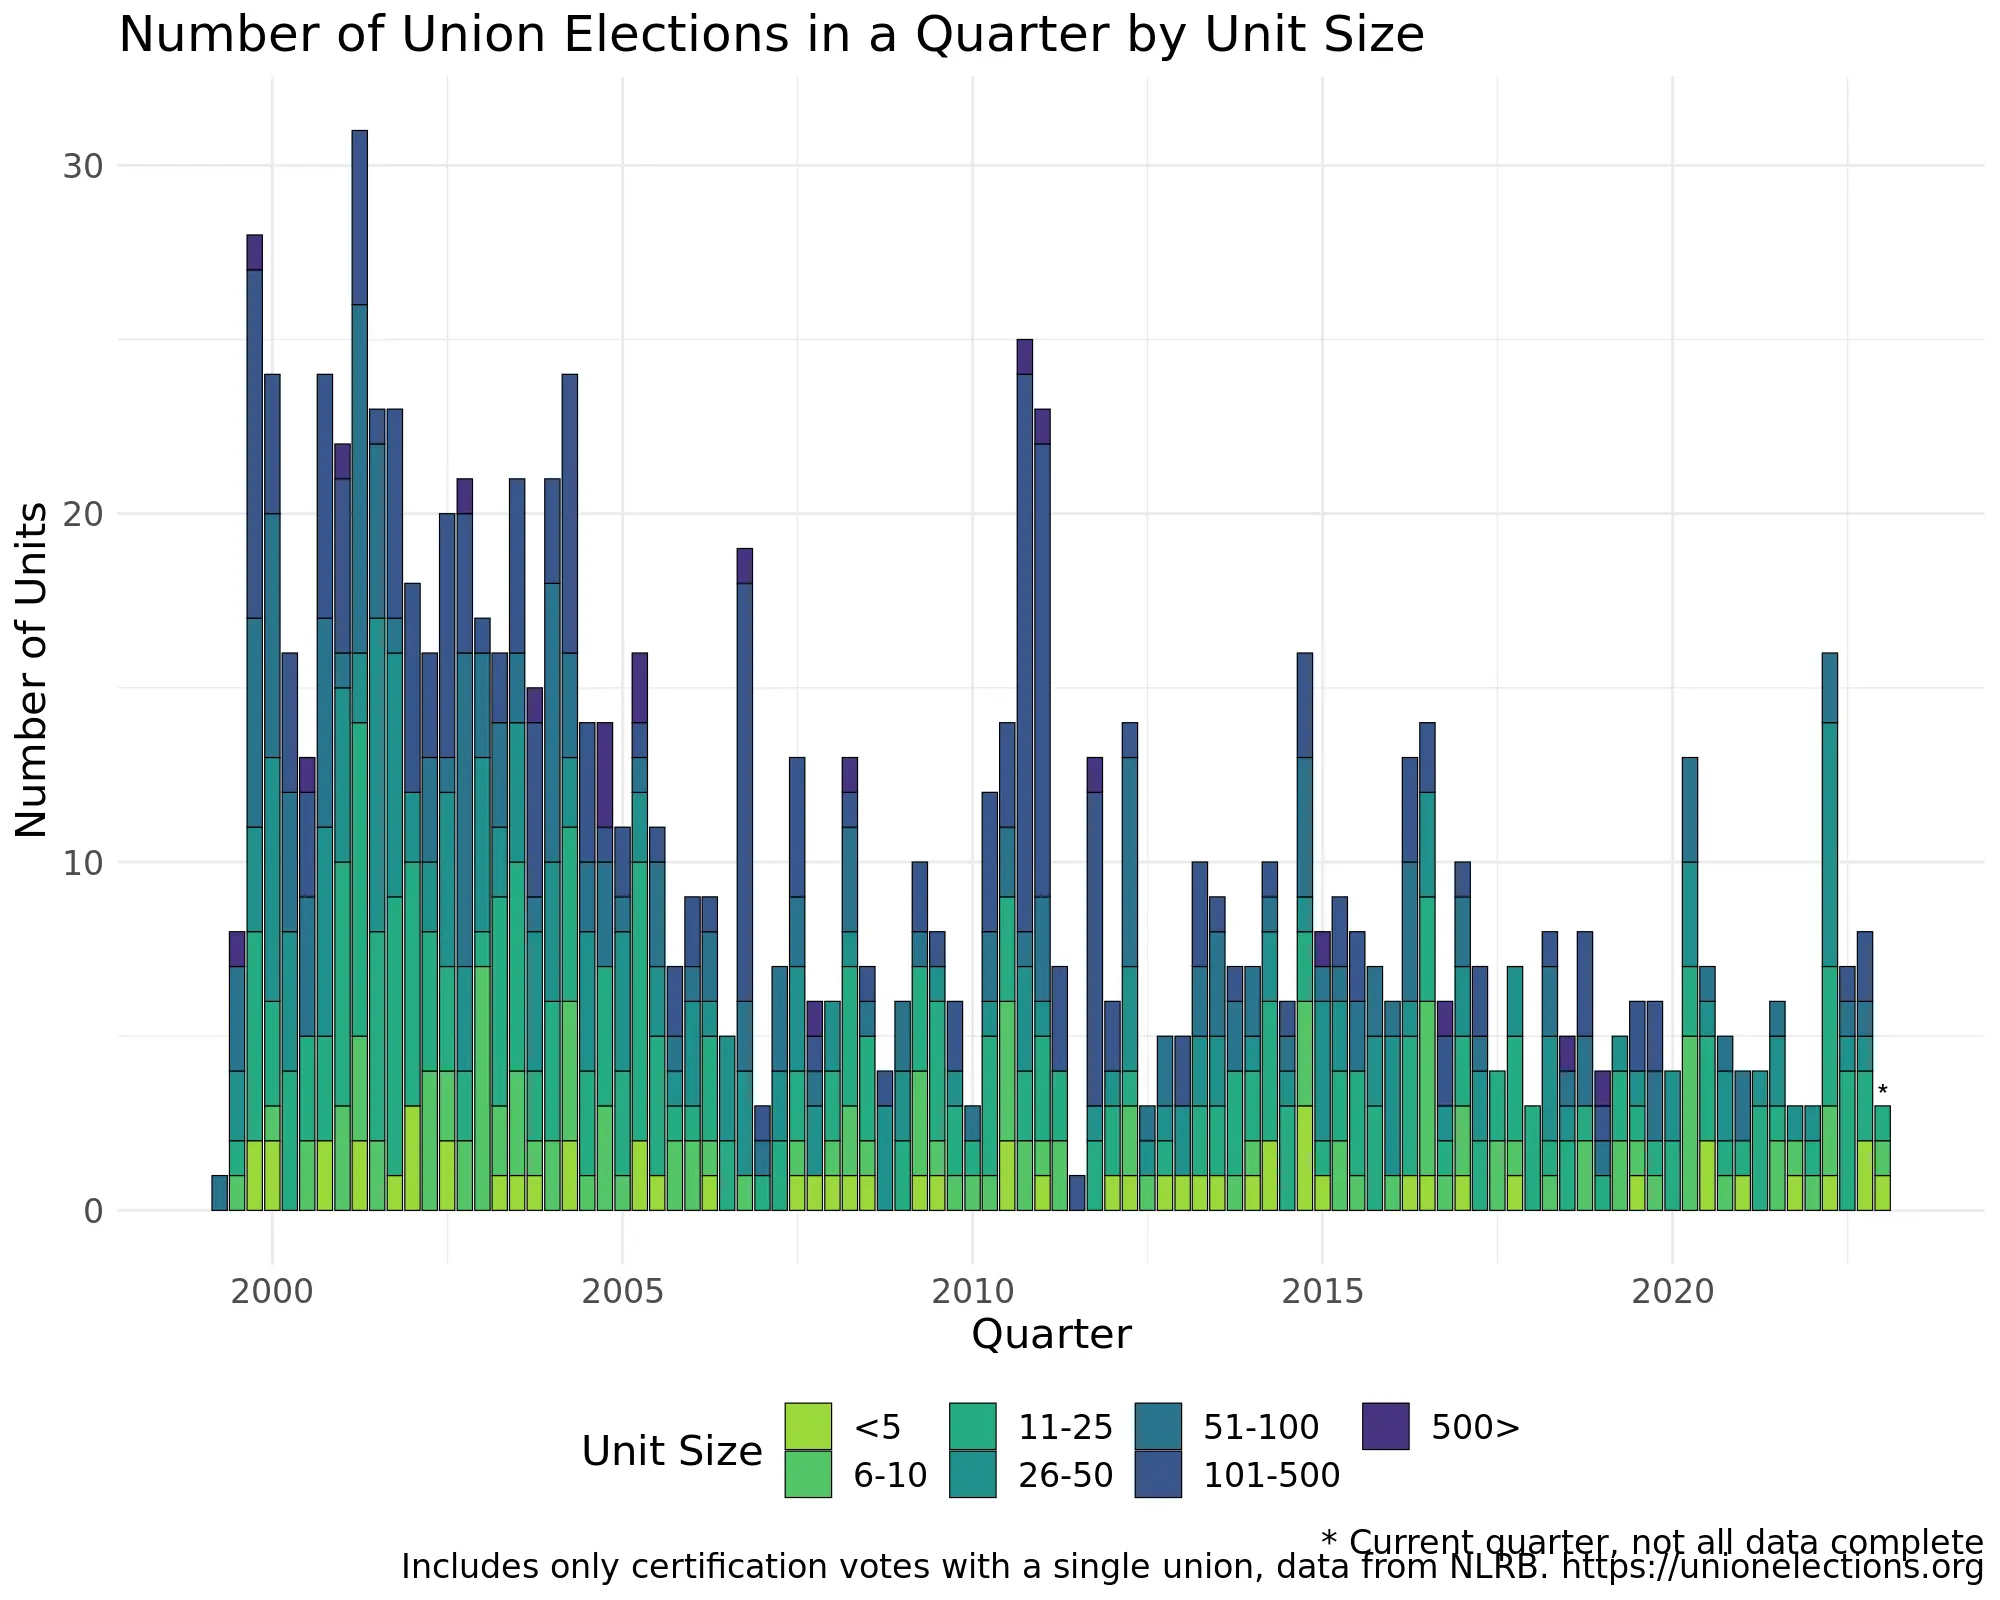 Number of Union Elections in a Quarter by Unit Size
Number of Units
30
20
10
0
*
2000 2005 2010 2015 2020
Quarter
Unit Size
<5 11-25 51-100 500>
6-10 26-50 101-500
* Current quarter, not all data complete
Includes only certification votes with a single union, data from NLRB. https://unionelections.org